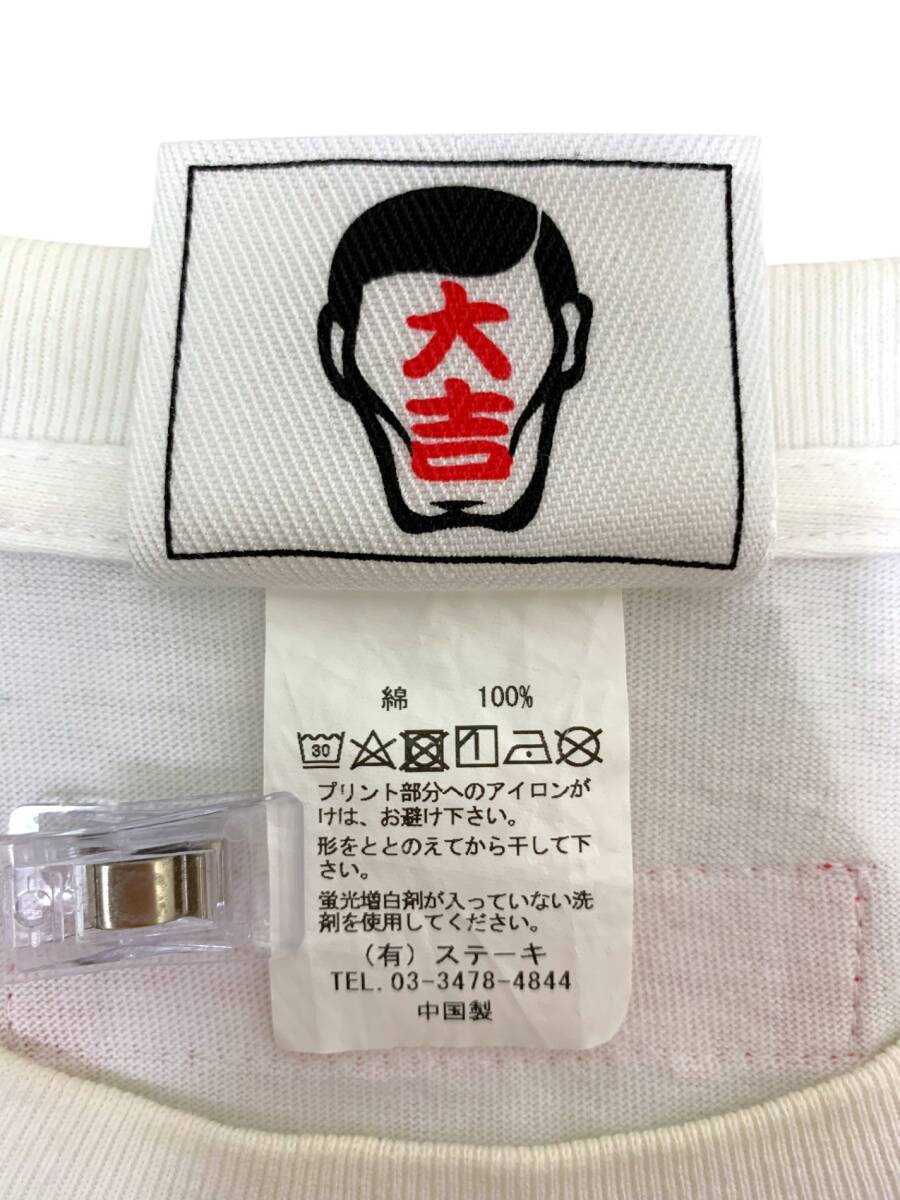 大吉
綿 100%
30
プリント部分へのアイロンが
けは、お避け下さい。
形をととのえてから干して下
さい。
蛍光増白剤が入っていない洗
剤を使用してください。
(有) ステーキ
TEL. 03-3478-4844
中国製